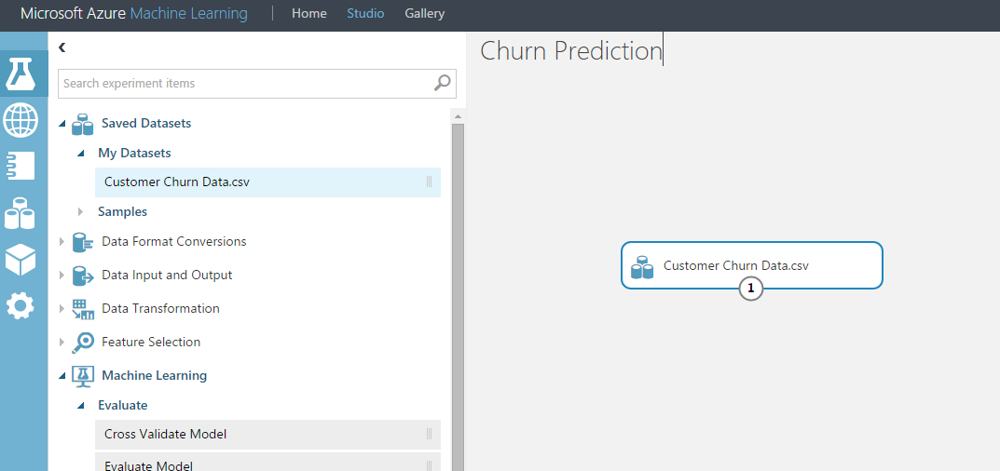 Microsoft Azure Machine Learning | Home Studio Gallery
Churn Prediction
Search experiment items
Saved Datasets
My Datasets
Customer Churn Data.csv
Samples
Data Format Conversions
Data Input and Output
Data Transformation
Feature Selection
Machine Learning
Evaluate
Cross Validate Model
Evaluate Model
Customer Churn Data.csv
1